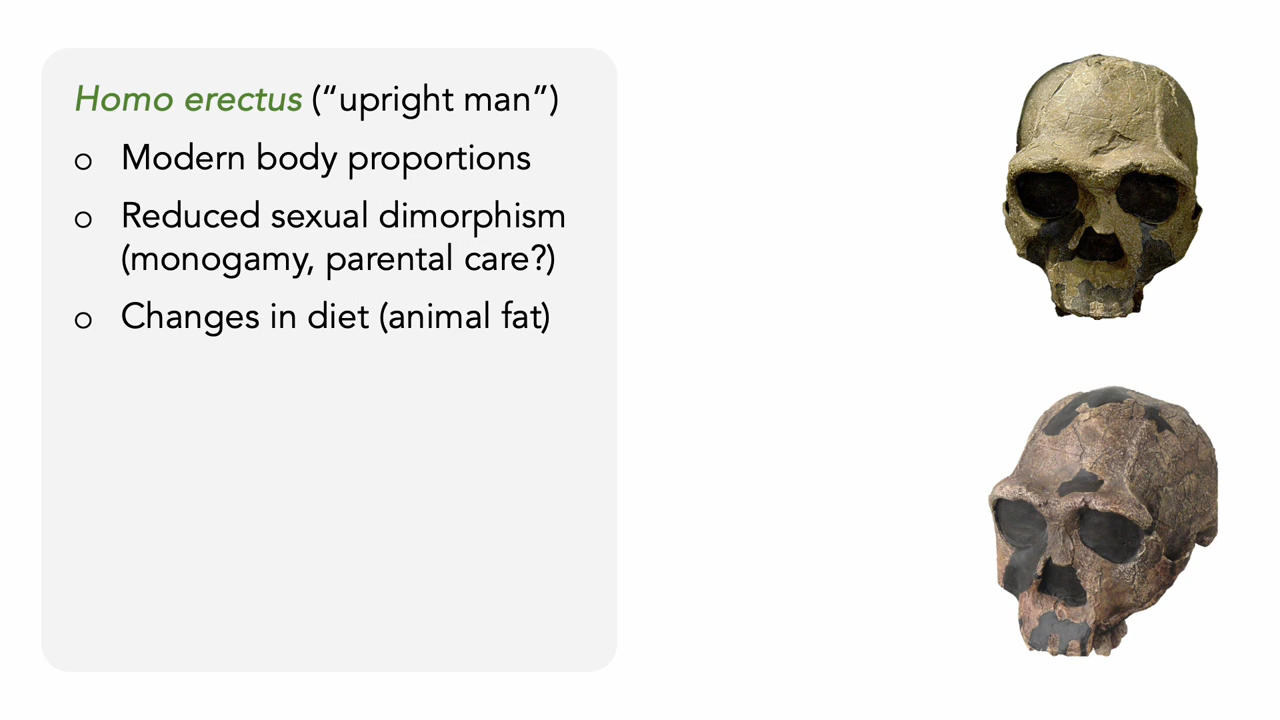 Homo erectus (“upright man”)
o Modern body proportions
o Reduced sexual dimorphism
(monogamy, parental care?)
o Changes in diet (animal fat)